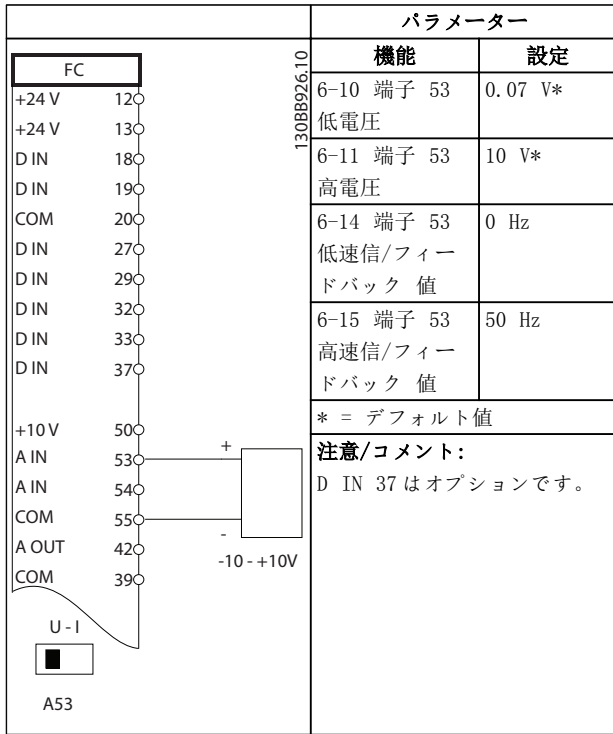 パラメーター
機能 設定
FC
+24 V 12
+24 V 13
D IN 18
D IN 19
COM 20
D IN 27
D IN 29
D IN 32
D IN 33
D IN 37
+10 V 50
A IN 53
A IN 54
COM 55
A OUT 42
COM 39
+
-
-10 - +10V
U - I
A53
130BB926.10
6-10 端子 53 0.07 V*
低電圧
6-11 端子 53 10 V*
高電圧
6-14 端子 53 0 Hz
低速信/フィー
ドバック 値
6-15 端子 53 50 Hz
高速信/フィー
ドバック 値
* = デフォルト値
注意/コメント:
D IN 37 はオプションです。